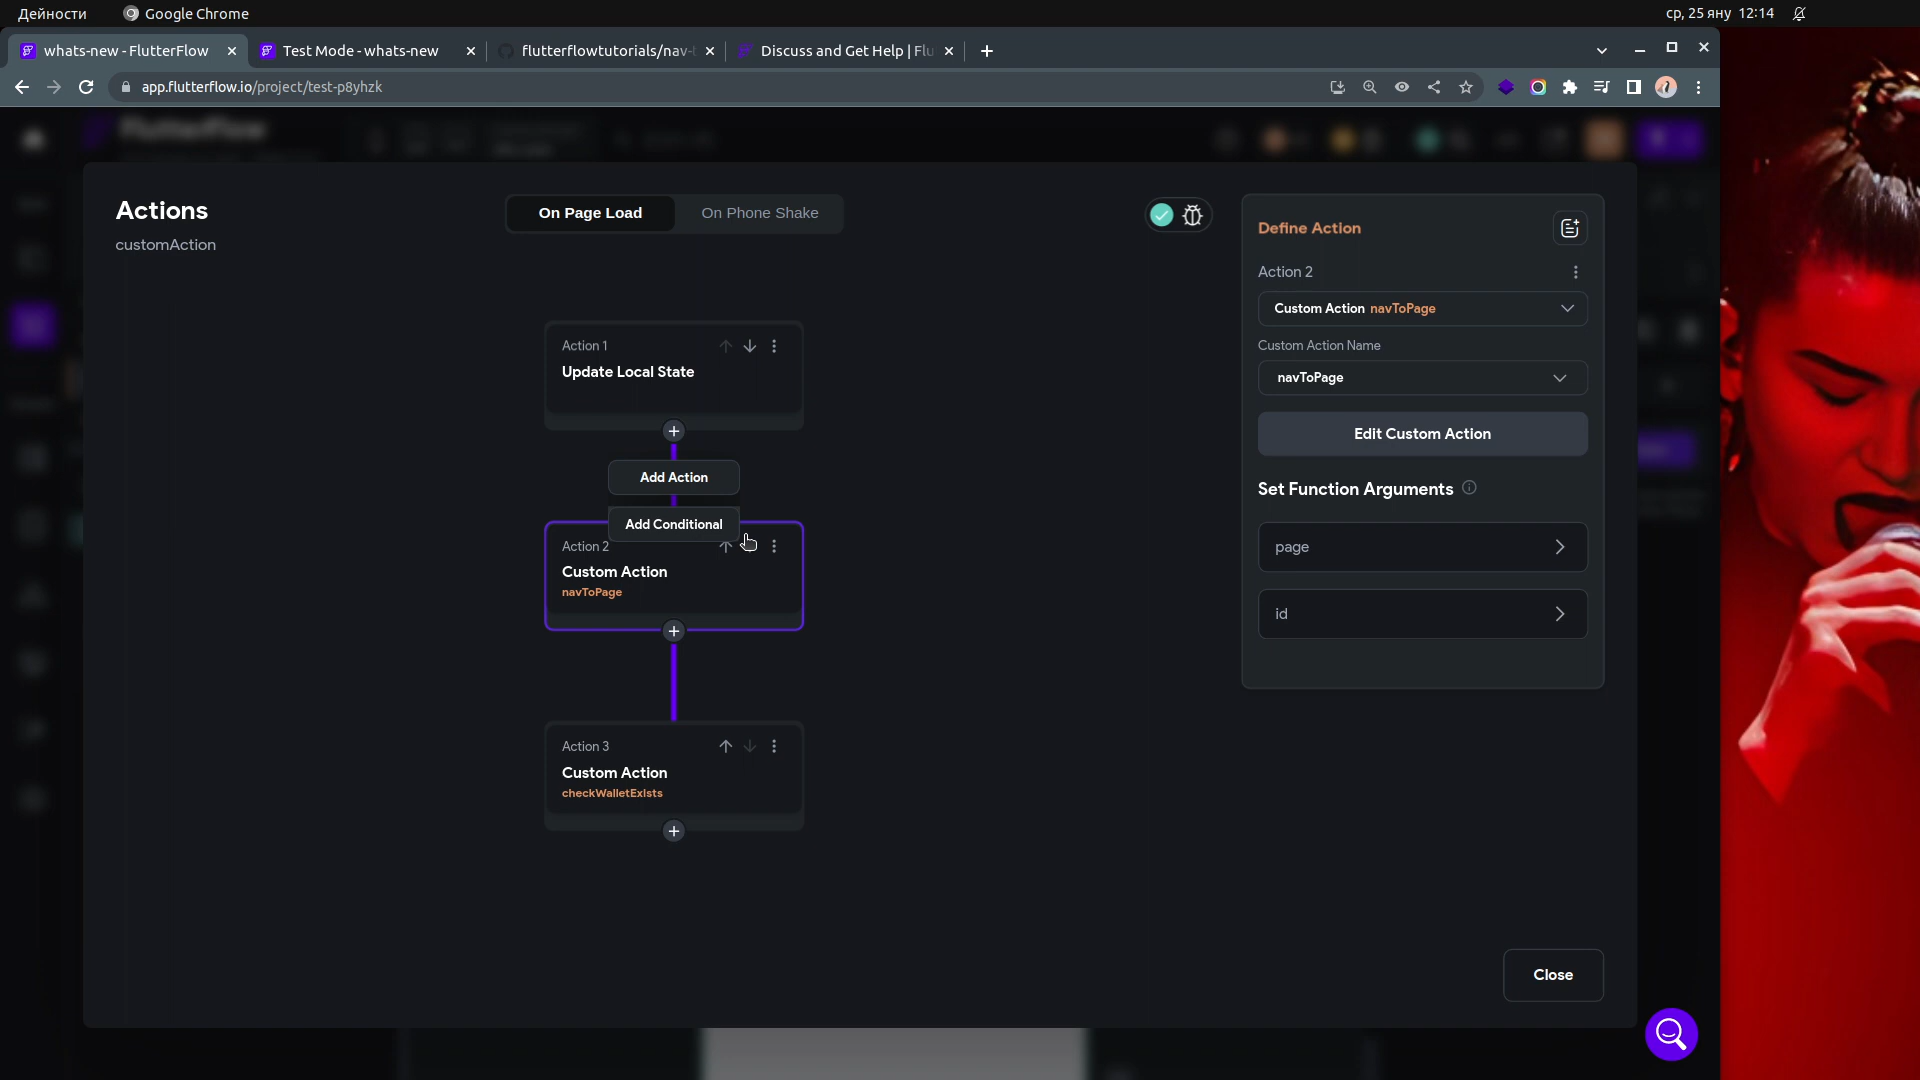 Дейности
Google Chrome
ср, 25 яну 12:14
whats-new - FlutterFlow
Test Mode - whats-new
flutterflowtutorials/nav-
Discuss and Get Help | Flu
app.flutterflow.io/project/test-p8yhzk
FlutterFlow
Actions
customAction
On Page Load
On Phone Shake
Action 1
Update Local State
Add Action
Add Conditional
Action 2
Custom Action
navToPage
Action 3
Custom Action
checkWalletExists
Define Action
Action 2
Custom Action navToPage
Custom Action Name
navToPage
Edit Custom Action
Set Function Arguments
page
id
Close